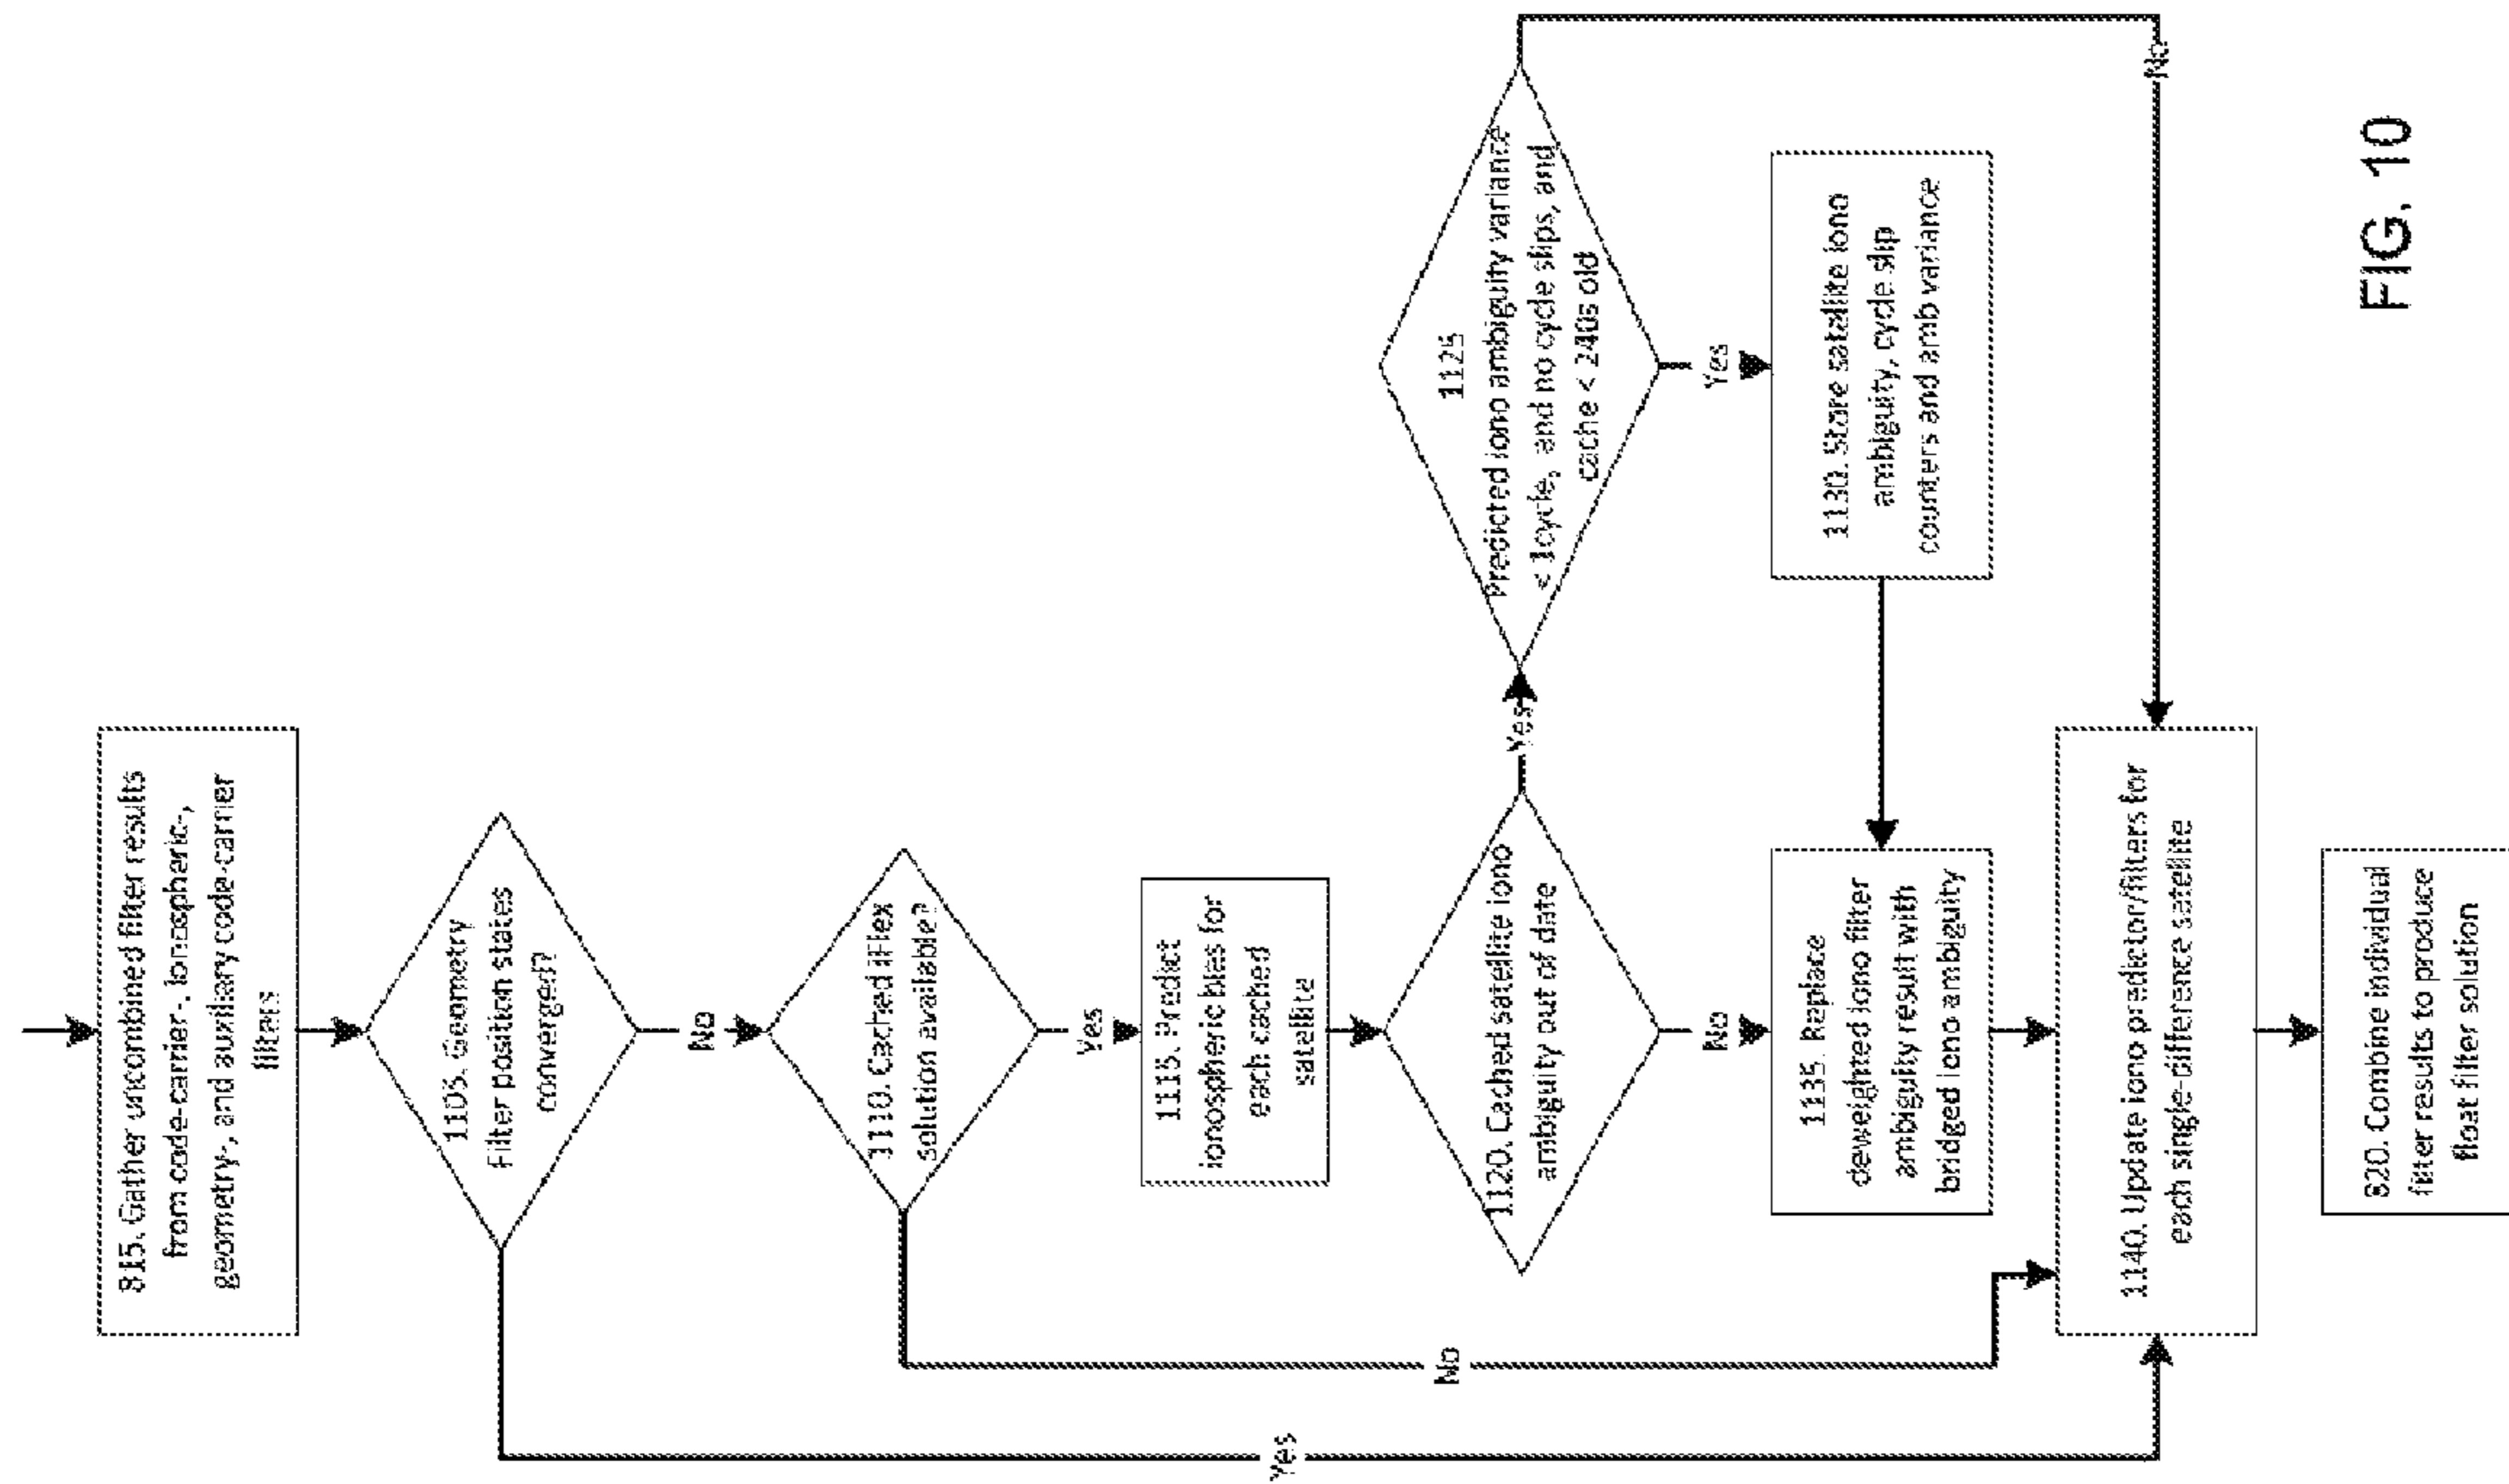 815. Gather uncombined filter results
from code-carrier-, ionospheric-,
geometry-, and auxiliary code-carrier
filters
1105. Geometry
Filter position states
converged?
No
Yes
1110. Cached iFlex
solution available?
Yes
No
1115. Predict
ionospheric bias for
each cached
satellite
1120. Cached satellite iono
ambiguity out of date
Yes
No
1125
Predicted iono ambiguity variance
< 1cycle, and no cycle slips, and
cache < 240s old
Yes
No
1130. Store satellite iono
ambiguity, cycle slip
counters and amb variance
1135. Replace
deweighted iono filter
ambiguity result with
bridged iono ambiguity
1140. Update iono predictor/filters for
each single-difference satellite
820. Combine individual
filter results to produce
float filter solution
FIG. 10